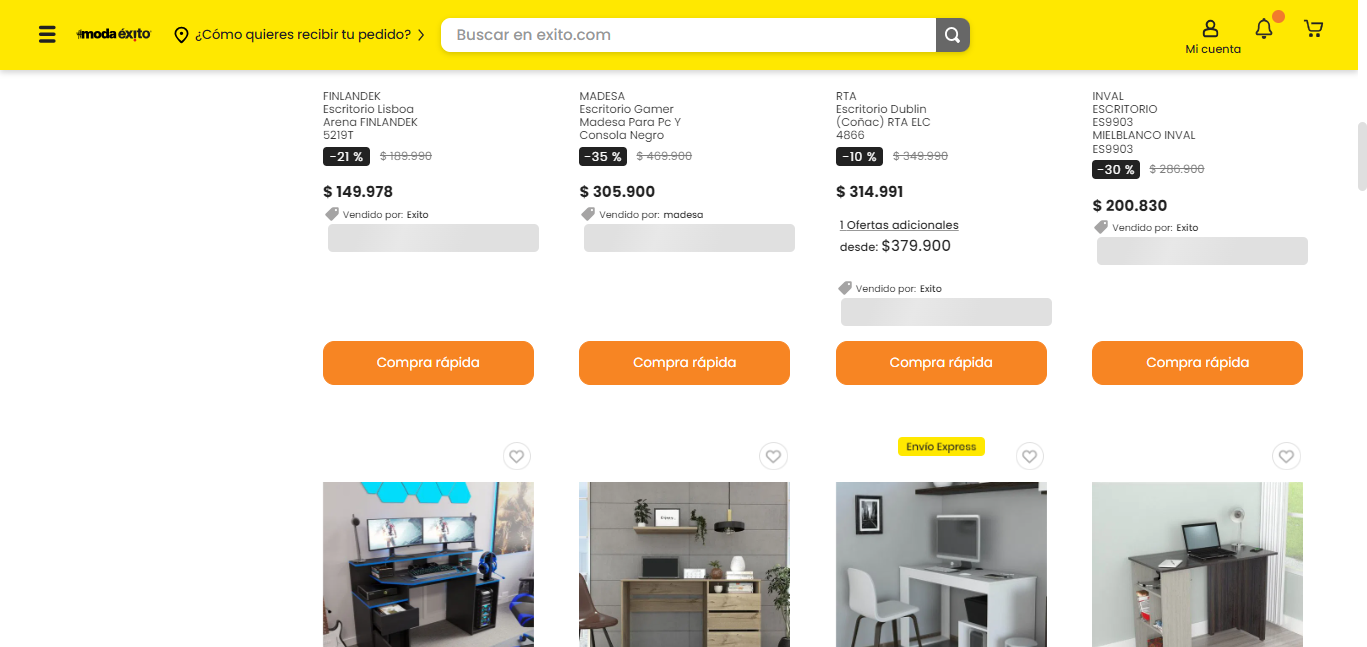 moda éxito
¿Cómo quieres recibir tu pedido?
Buscar en exito.com
Mi cuenta
FINLANDEK
Escritorio Lisboa
Arena FINLANDEK
5219T
-21 % $ 189.990
$ 149.978
Vendido por: Exito
Compra rápida
MADESA
Escritorio Gamer
Madesa Para Pc Y
Consola Negro
-35 % $ 469.900
$ 305.900
Vendido por: madesa
Compra rápida
RTA
Escritorio Dublin
(Coñac) RTA ELC
4866
-10 % $ 349.990
$ 314.991
1 Ofertas adicionales
desde: $379.900
Vendido por: Exito
Compra rápida
INVAL
ESCRITORIO
ES9903
MIELBLANCO INVAL
ES9903
-30 % $ 286.900
$ 200.830
Vendido por: Exito
Compra rápida
Envío Express